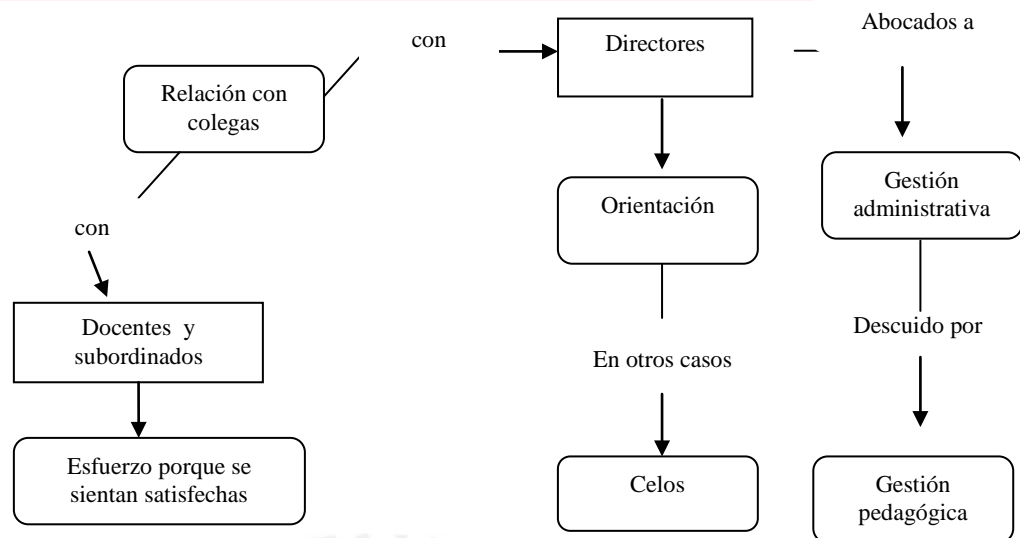 con
Directores
Abocados a
Relación con
colegas
Orientación
Gestión
administrativa
con
Docentes y
subordinados
En otros casos
Descuido por
Esfuerzo porque se
sientan satisfechas
Celos
Gestión
pedagógica